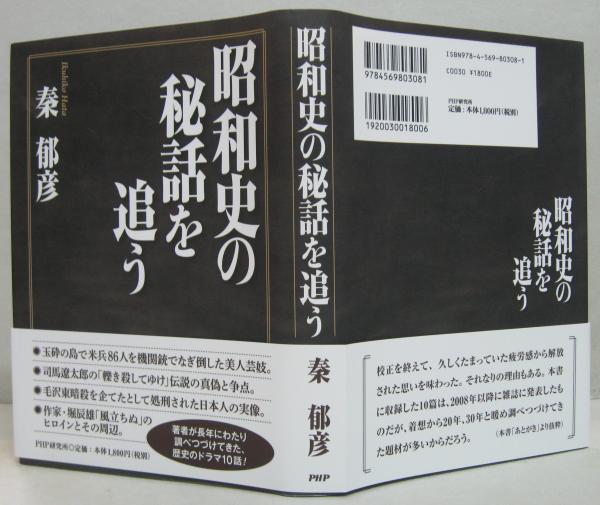 昭和史の
秘話を
追う
Ikuhiko Hata
秦 郁彦
●玉砕の島で米兵86人を機関銃でなぎ倒した美人芸妓。
●司馬遼太郎の「轢き殺してゆけ」伝説の真偽と争点。
●毛沢東暗殺を企てたとして処刑された日本人の実像。
●作家・堀辰雄「風立ちぬ」の
ヒロインとその周辺。
著者が長年にわたり
調べつづけてきた、
歴史のドラマ10話!
PHP研究所◎定価:本体1,800円(税別)
昭和史の秘話を追う
秦 郁彦
PHP
9784569803081
1920030018006
ISBN978-4-569-80308-1
C0030 ¥1800E
PHP研究所
定価:本体1,800円(税別)
昭和史の
秘話を
追う
校正を終えて、久しくたまっていた疲労感から解放
された思いを味わった。それなりの理由もある。本書
に収録した10篇は、2008年以降に雑誌に発表したも
のだが、着想から20年、30年と暖め調べつづけてき
た題材が多いからだろう。
(本書「あとがき」より抜粋)